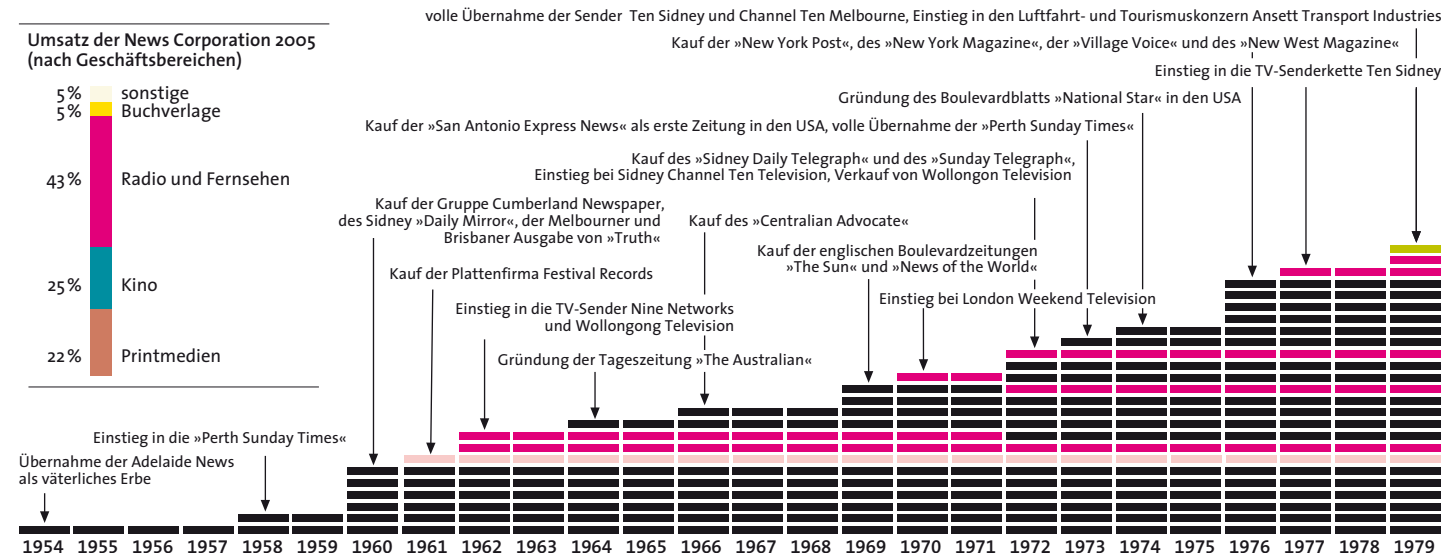 volle Übernahme der Sender Ten Sidney und Channel Ten Melbourne, Einstieg in den Luftfahrt- und Tourismuskonzern Ansett Transport Industries
Umsatz der News Corporation 2005
(nach Geschäftsbereichen)
5 % sonstige
5 % Buchverlage
43 % Radio und Fernsehen
25 % Kino
22 % Printmedien
Kauf der »New York Post«, des »New York Magazine«, der »Village Voice« und des »New West Magazine«
Einstieg in die TV-Senderkette Ten Sidney
Gründung des Boulevardblatts »National Star« in den USA
Kauf der »San Antonio Express News« als erste Zeitung in den USA, volle Übernahme der »Perth Sunday Times«
Kauf des »Sidney Daily Telegraph« und des »Sunday Telegraph«,
Einstieg bei Sidney Channel Ten Television, Verkauf von Wollongon Television
Kauf der Gruppe Cumberland Newspaper,
des Sidney »Daily Mirror«, der Melbourner und
Brisbaner Ausgabe von »Truth«
Kauf des »Centralian Advocate«
Kauf der englischen Boulevardzeitungen
»The Sun« und »News of the World«
Kauf der Plattenfirma Festival Records
Einstieg bei London Weekend Television
Einstieg in die TV-Sender Nine Networks
und Wollongong Television
Gründung der Tageszeitung »The Australian«
Einstieg in die »Perth Sunday Times«
Übernahme der Adelaide News
als väterliches Erbe
1954 1955 1956 1957 1958 1959 1960 1961 1962 1963 1964 1965 1966 1967 1968 1969 1970 1971 1972 1973 1974 1975 1976 1977 1978 1979